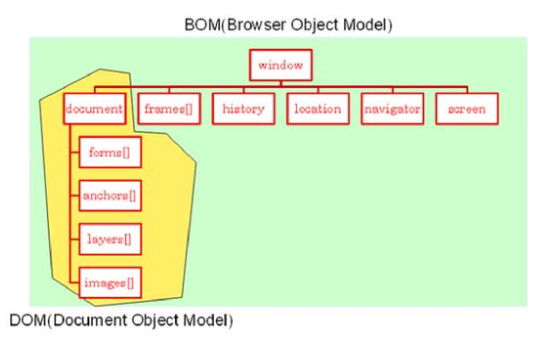 BOM(Browser Object Model)
window
document frames[] history location navigator screen
forms[]
anchors[]
layers[]
images[]
DOM(Document Object Model)